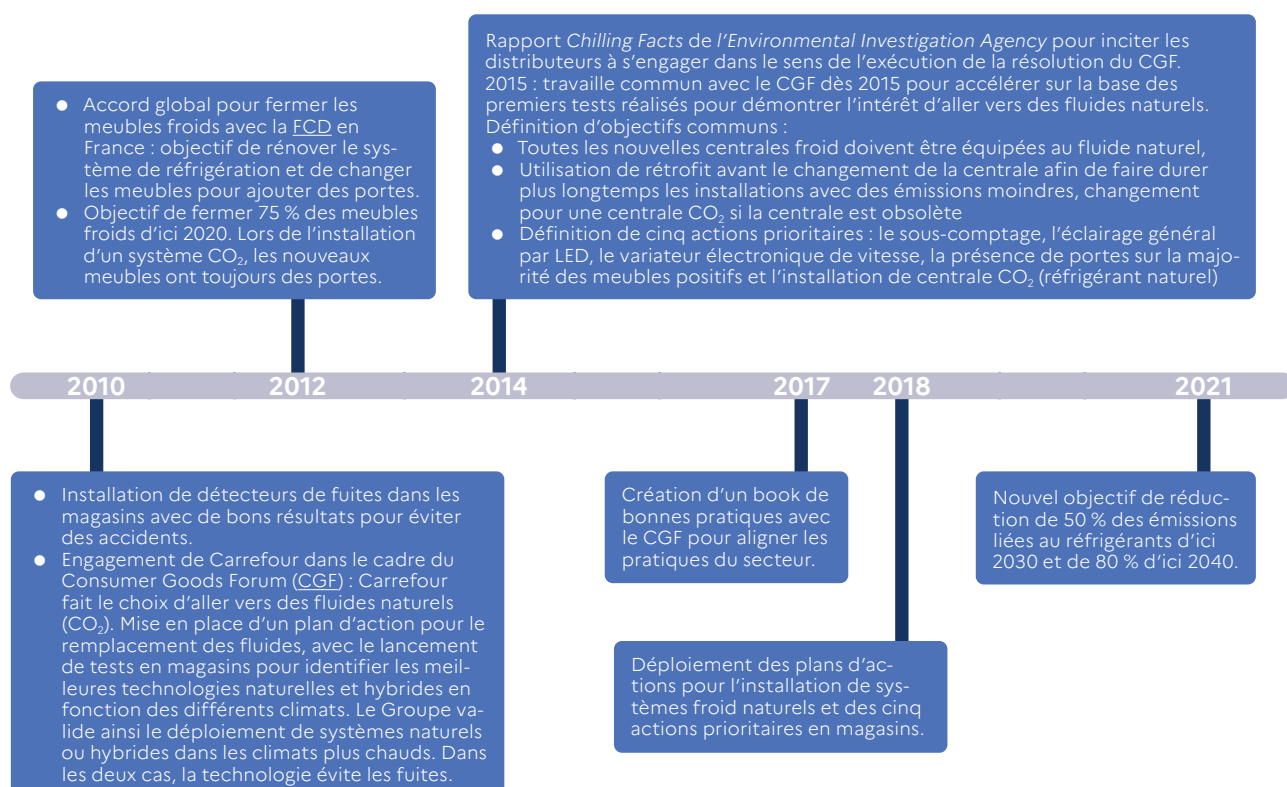 Rapport Chilling Facts de l’Environmental Investigation Agency pour inciter les
distributeurs à s’engager dans le sens de l’exécution de la résolution du CGF.
2015 : travaille commun avec le CGF dès 2015 pour accélérer sur la base des
premiers tests réalisés pour démontrer l’intérêt d’aller vers des fluides naturels.
Définition d’objectifs communs :
● Toutes les nouvelles centrales froid doivent être équipées au fluide naturel,
● Utilisation de rétrofit avant le changement de la centrale afin de faire durer
plus longtemps les installations avec des émissions moindres, changement
pour une centrale CO₂ si la centrale est obsolète
● Définition de cinq actions prioritaires : le sous-comptage, l’éclairage général
par LED, le variateur électronique de vitesse, la présence de portes sur la majo-
rité des meubles positifs et l’installation de centrale CO₂ (réfrigérant naturel)
● Accord global pour fermer les
meubles froids avec la FCD en
France : objectif de rénover le sys-
tème de réfrigération et de changer
les meubles pour ajouter des portes.
● Objectif de fermer 75 % des meubles
froids d’ici 2020. Lors de l’installation
d’un système CO₂, les nouveaux
meubles ont toujours des portes.
2010 2012 2014 2017 2018 2021
● Installation de détecteurs de fuites dans les
magasins avec de bons résultats pour éviter
des accidents.
● Engagement de Carrefour dans le cadre du
Consumer Goods Forum (CGF) : Carrefour
fait le choix d’aller vers des fluides naturels
(CO₂). Mise en place d’un plan d’action pour le
remplacement des fluides, avec le lancement
de tests en magasins pour identifier les meil-
leures technologies naturelles et hybrides en
fonction des différents climats. Le Groupe va-
lide ainsi le déploiement de systèmes naturels
ou hybrides dans les climats plus chauds. Dans
les deux cas, la technologie évite les fuites.
Création d’un book de
bonnes pratiques avec
le CGF pour aligner les
pratiques du secteur.
Déploiement des plans d’ac-
tions pour l’installation de sys-
tèmes froid naturels et des cinq
actions prioritaires en magasins.
Nouvel objectif de réduc-
tion de 50 % des émissions
liées au réfrigérants d’ici
2030 et de 80 % d’ici 2040.